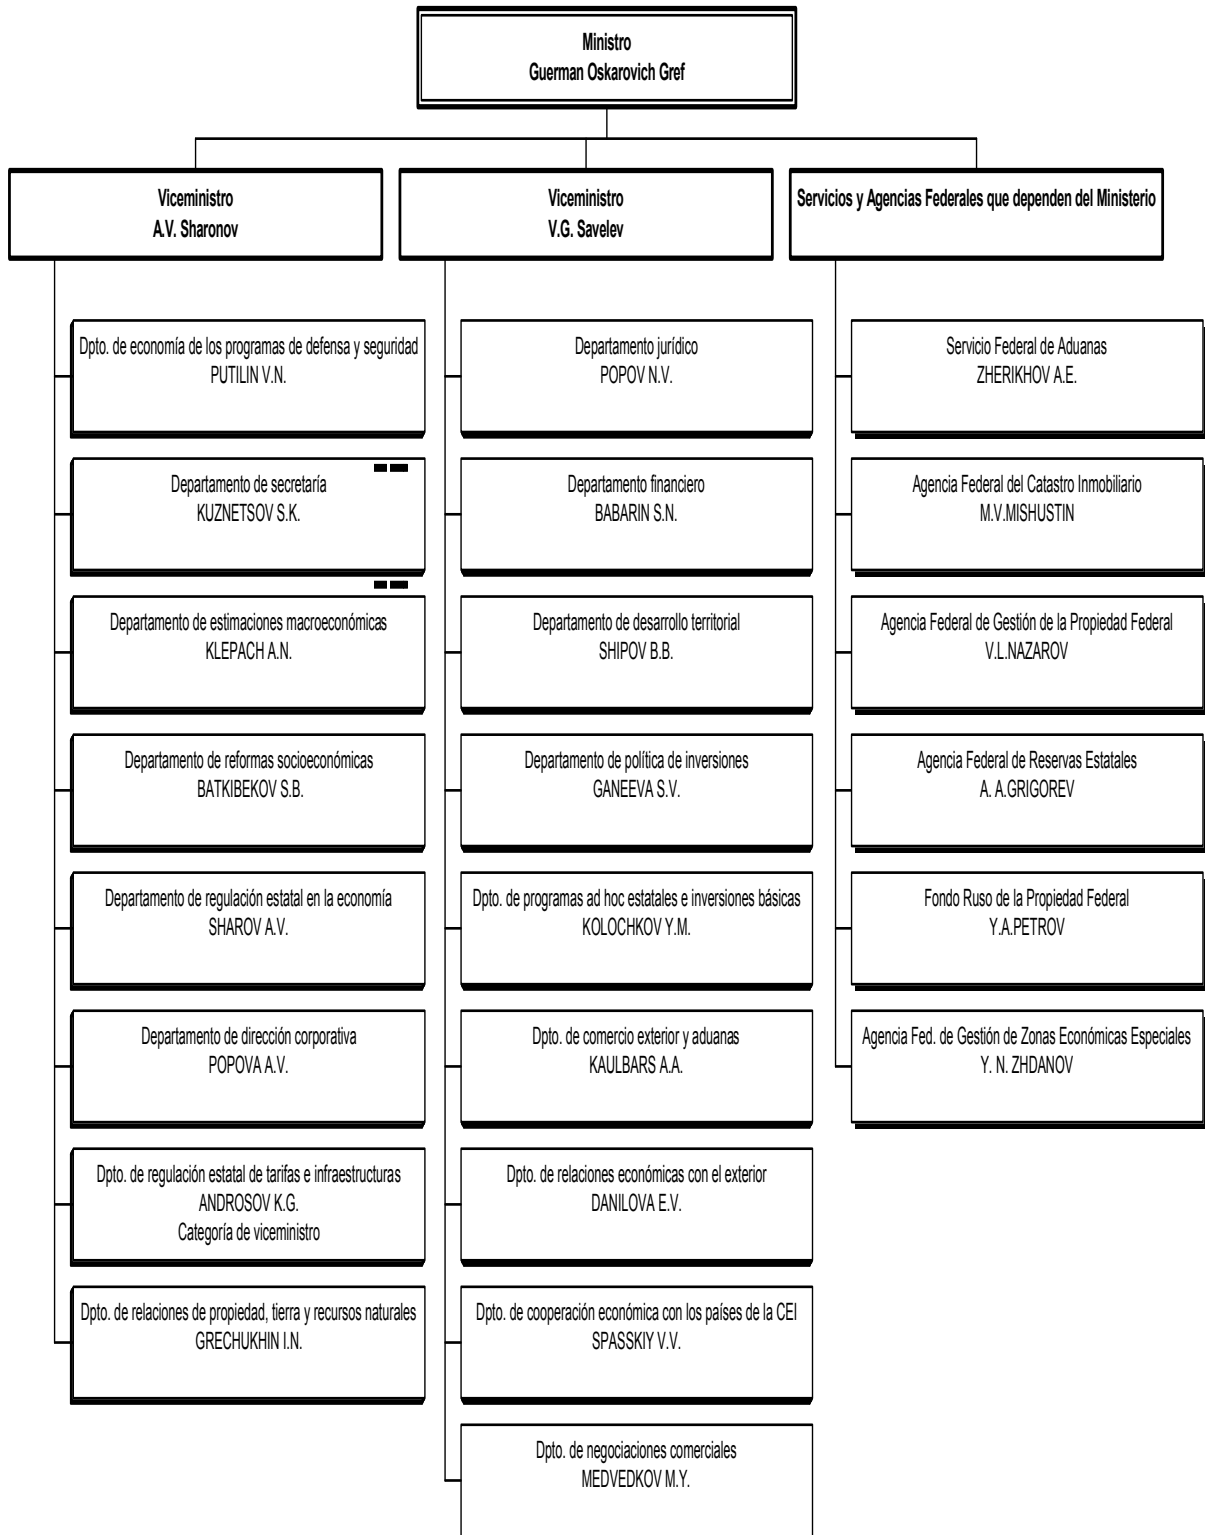 Ministro
Guerman Oskarovich Gref
Viceministro
A.V. Sharonov
Viceministro
V.G. Savelev
Servicios y Agencias Federales que dependen del Ministerio
Dpto. de economía de los programas de defensa y seguridad
PUTILIN V.N.
Departamento de secretaría
KUZNETSOV S.K.
Departamento de estimaciones macroeconómicas
KLEPACH A.N.
Departamento de reformas socioeconómicas
BATKIBEKOV S.B.
Departamento de regulación estatal en la economía
SHAROV A.V.
Departamento de dirección corporativa
POPOVA A.V.
Dpto. de regulación estatal de tarifas e infraestructuras
ANDROSOV K.G.
Categoría de viceministro
Dpto. de relaciones de propiedad, tierra y recursos naturales
GRECHUKHIN I.N.
Departamento jurídico
POPOV N.V.
Departamento financiero
BABARIN S.N.
Departamento de desarrollo territorial
SHIPOV B.B.
Departamento de política de inversiones
GANEEVA S.V.
Dpto. de programas ad hoc estatales e inversiones básicas
KOLOCHKOV Y.M.
Dpto. de comercio exterior y aduanas
KAULBARS A.A.
Dpto. de relaciones económicas con el exterior
DANILOVA E.V.
Dpto. de cooperación económica con los países de la CEI
SPASSKIY V.V.
Dpto. de negociaciones comerciales
MEDVEDKOV M.Y.
Servicio Federal de Aduanas
ZHERIKHOV A.E.
Agencia Federal del Catastro Inmobiliario
M.V.MISHUSTIN
Agencia Federal de Gestión de la Propiedad Federal
V.L.NAZAROV
Agencia Federal de Reservas Estatales
A. A.GRIGOREV
Fondo Ruso de la Propiedad Federal
Y.A.PETROV
Agencia Fed. de Gestión de Zonas Económicas Especiales
Y. N. ZHDANOV